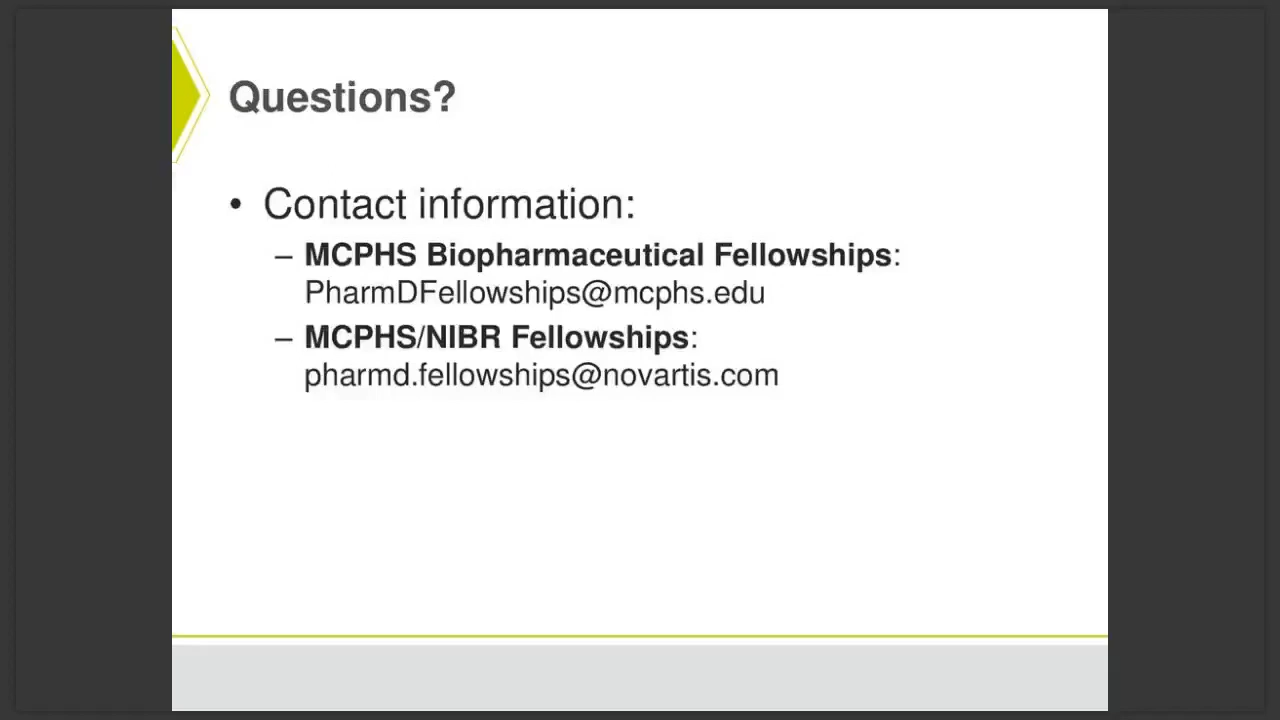 Questions?
• Contact information:
– MCPHS Biopharmaceutical Fellowships:
PharmDFellowships@mcphs.edu
– MCPHS/NIBR Fellowships:
pharmd.fellowships@novartis.com